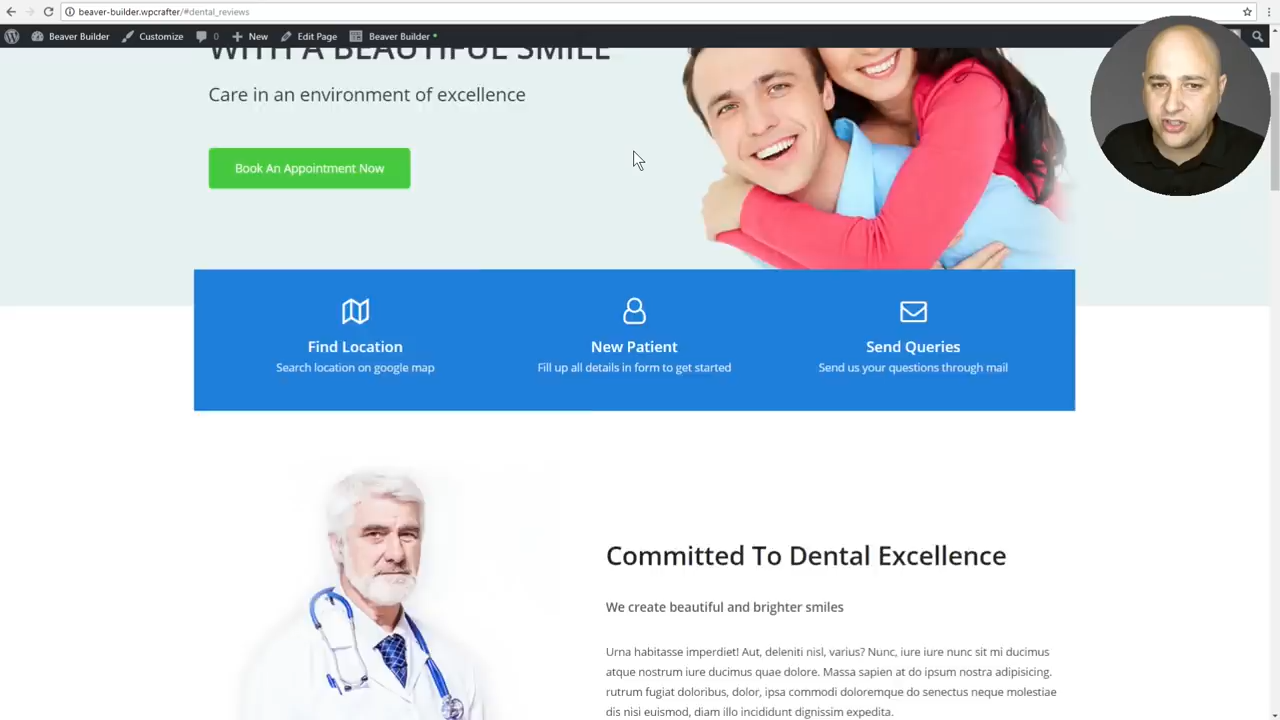 beaver-builder.wpcrafter/#dental_reviews
Beaver Builder Customize 0 New Edit Page Beaver Builder
WITH A BEAUTIFUL SMILE
Care in an environment of excellence
Book An Appointment Now
Find Location
Search location on google map
New Patient
Fill up all details in form to get started
Send Queries
Send us your questions through mail
Committed To Dental Excellence
We create beautiful and brighter smiles
Urna habitasse imperdiet! Aut, deleniti nisl, varius? Nunc, iure iure nunc sit mi ducimus
atque nostrum iure ducimus quae dolore. Massa sapien at do ipsum nostra adipisicing.
rutrum fugiat doloribus, dolor, ipsa commodi doloremque do senectus neque molestiae
dis nisi euismod, diam illo incididunt dignissim expedita.